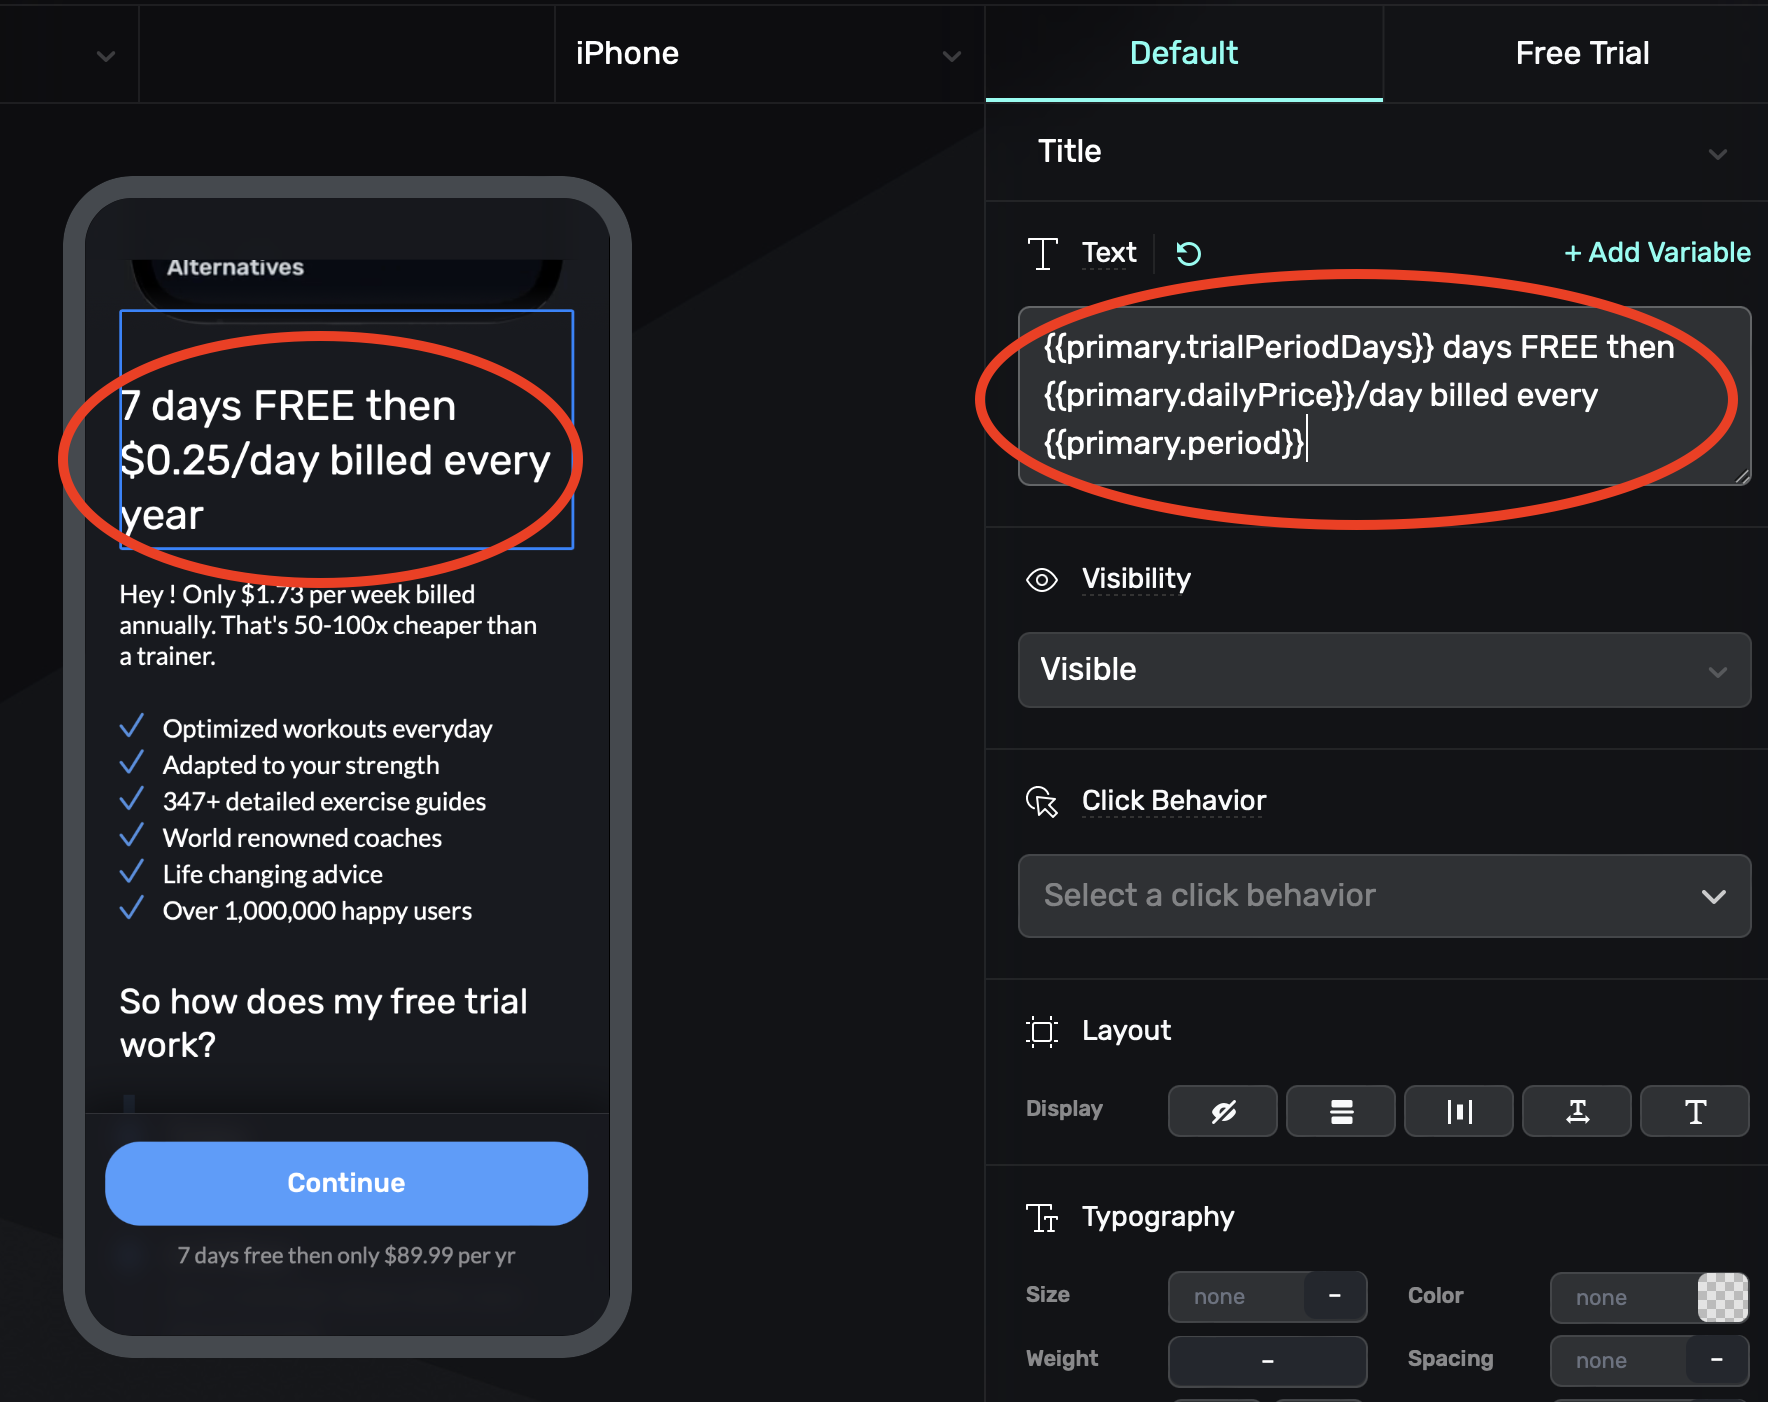 iPhone
Default
Free Trial
Title
Text
+ Add Variable
{{primary.trialPeriodDays}} days FREE then
{{primary.dailyPrice}}/day billed every
{{primary.period}}
Visibility
Visible
Click Behavior
Select a click behavior
Layout
Display
Typography
Size
none
-
Color
none
Weight
-
Spacing
none
-
Alternatives
7 days FREE then
$0.25/day billed every
year
Hey ! Only $1.73 per week billed
annually. That's 50-100x cheaper than
a trainer.
Optimized workouts everyday
Adapted to your strength
347+ detailed exercise guides
World renowned coaches
Life changing advice
Over 1,000,000 happy users
So how does my free trial
work?
Continue
7 days free then only $89.99 per yr